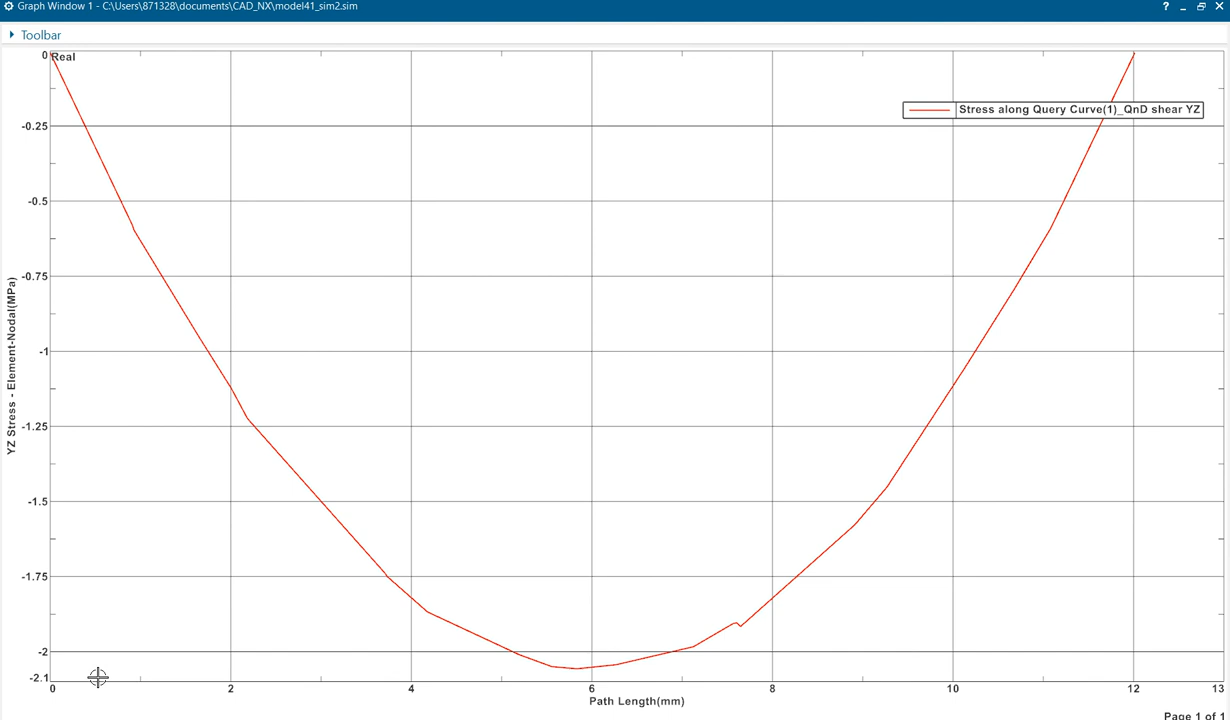 Graph Window 1 - C:\Users\871328\documents\CAD_NX\model41_sim2.sim
Toolbar
Real
Stress along Query Curve(1)_QnD shear YZ
YZ Stress - Element-Nodal(MPa)
0
-0.25
-0.5
-0.75
-1
-1.25
-1.5
-1.75
-2
-2.1
0 2 4 6 8 10 12 13
Path Length(mm)
Page 1 of 1